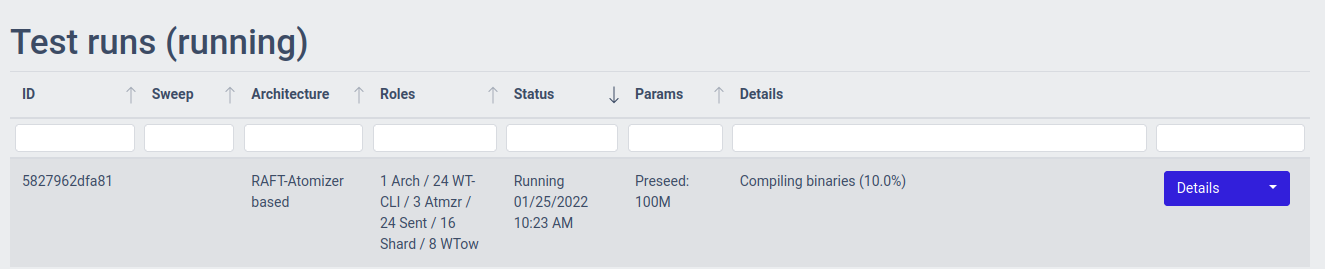 Test runs (running)
ID Sweep Architecture Roles Status Params Details
5827962dfa81 RAFT-Atomizer 1 Arch / 24 WT- Running Preseed: Compiling binaries (10.0%) Details
based CLI / 3 Atmzr / 01/25/2022 100M
24 Sent / 16 10:23 AM
Shard / 8 WTow